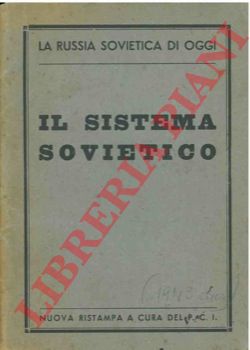 LA RUSSIA SOVIETICA DI OGGI
IL SISTEMA
SOVIETICO
LIBRERIA PIANI
NUOVA RISTAMPA A CURA DEL P. C. I.